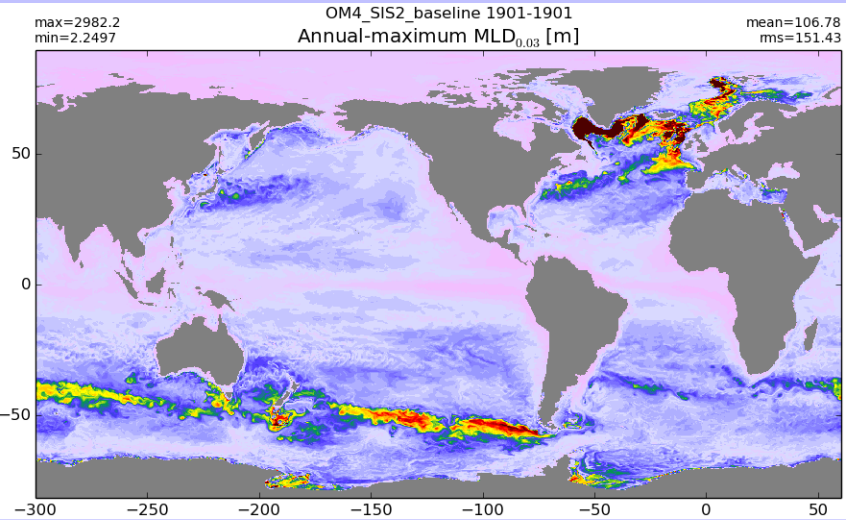 OM4_SIS2_baseline 1901-1901
max=2982.2
min=2.2497
Annual-maximum MLD0.03 [m]
mean=106.78
rms=151.43
50
0
−50
−300
−250
−200
−150
−100
−50
0
50